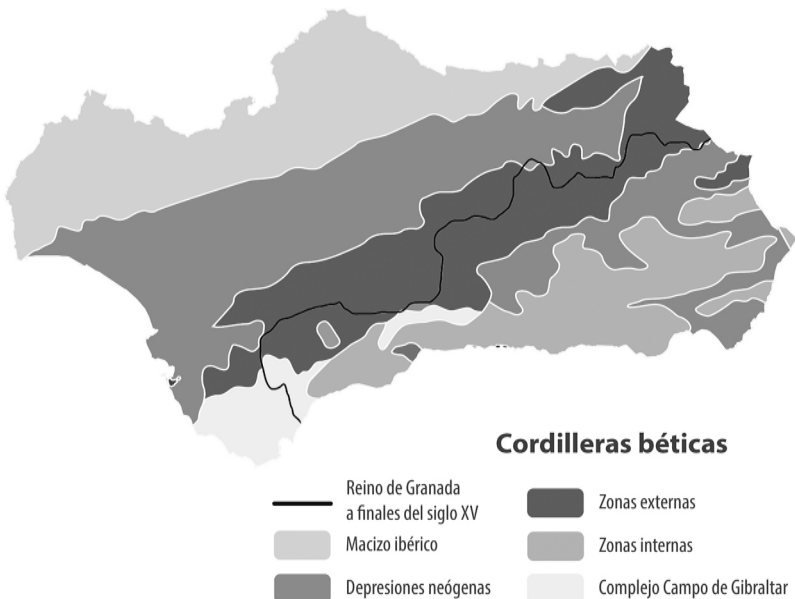 Cordilleras béticas
Reino de Granada
a finales del siglo XV
Macizo ibérico
Depresiones neógenas
Zonas externas
Zonas internas
Complejo Campo de Gibraltar